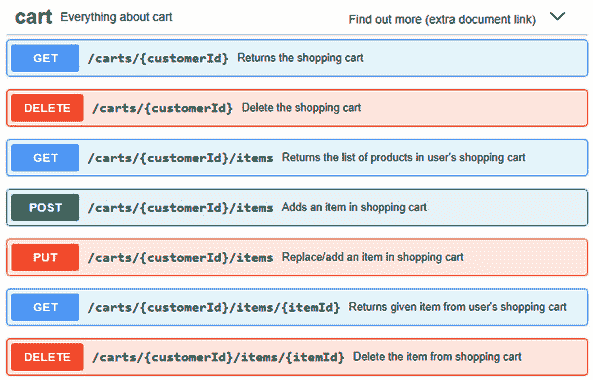 cart Everything about cart Find out more (extra document link)
GET /carts/{customerId} Returns the shopping cart
DELETE /carts/{customerId} Delete the shopping cart
GET /carts/{customerId}/items Returns the list of products in user's shopping cart
POST /carts/{customerId}/items Adds an item in shopping cart
PUT /carts/{customerId}/items Replace/add an item in shopping cart
GET /carts/{customerId}/items/{itemId} Returns given item from user's shopping cart
DELETE /carts/{customerId}/items/{itemId} Delete the item from shopping cart